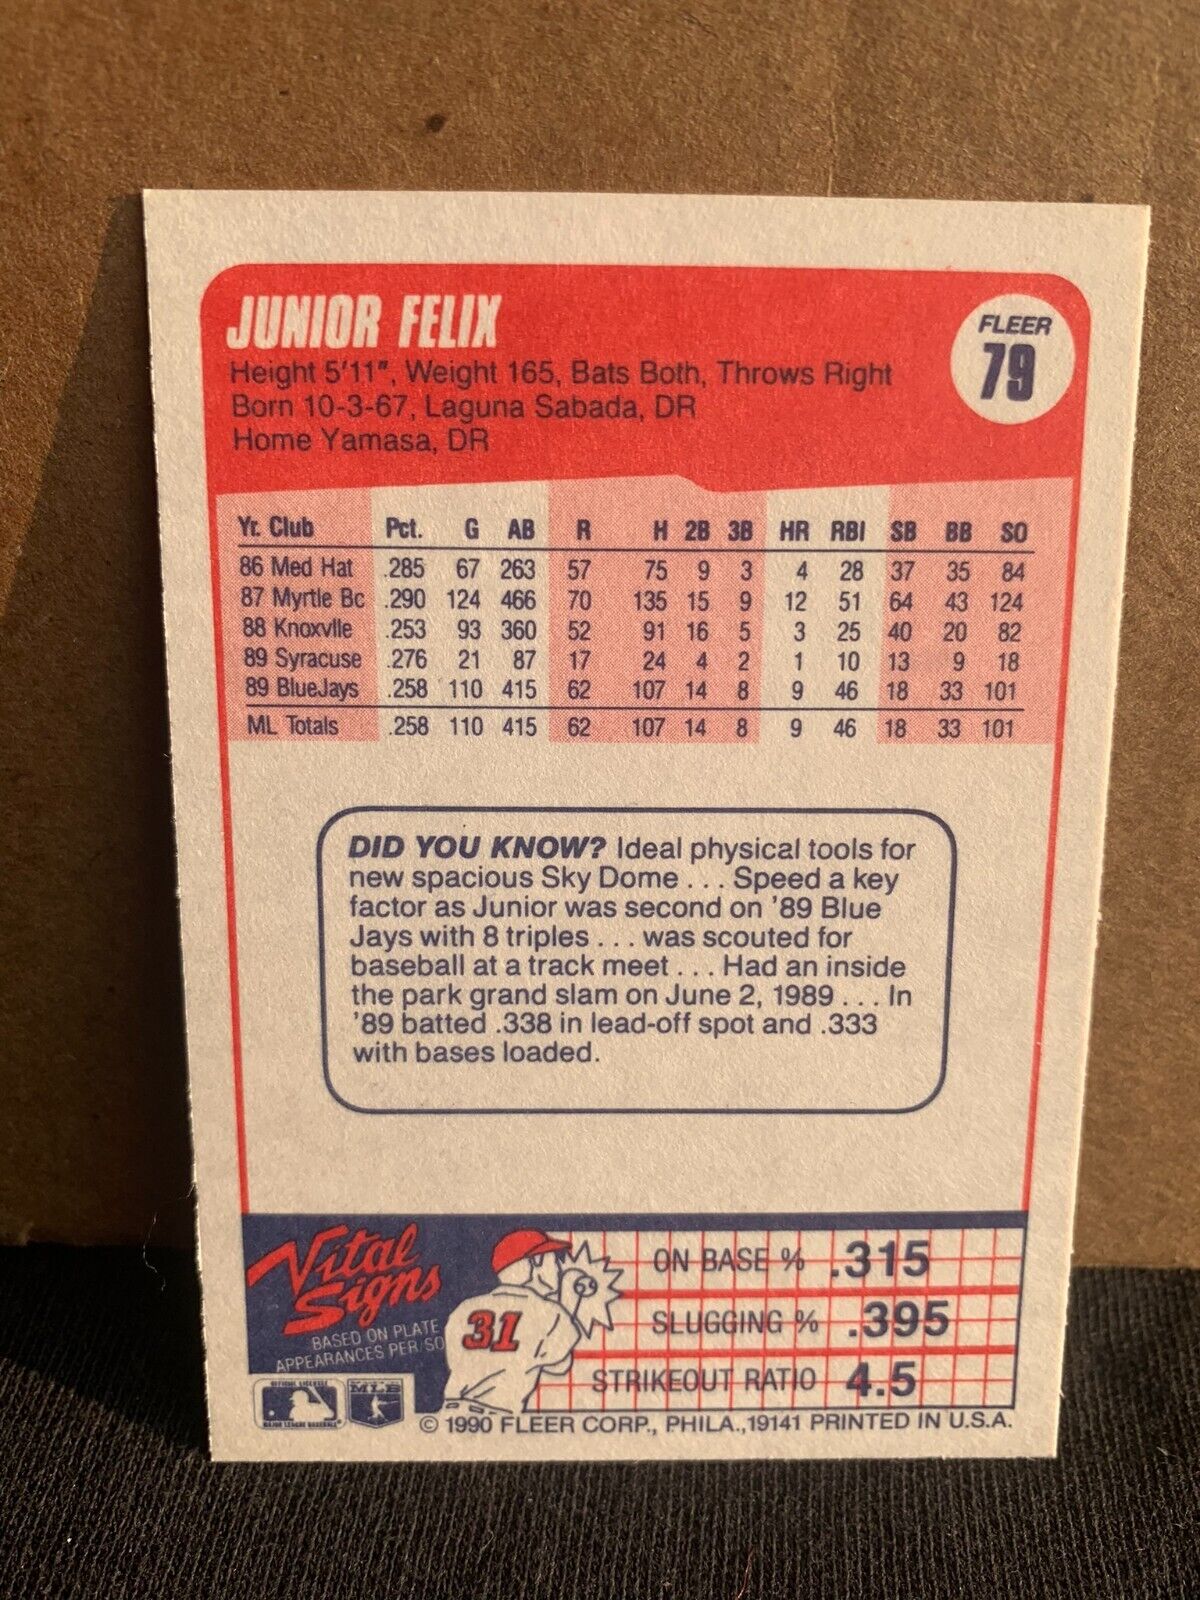 JUNIOR FELIX
FLEER
79
Height 5'11", Weight 165, Bats Both, Throws Right
Born 10-3-67, Laguna Sabada, DR
Home Yamasa, DR
Yr. Club Pct. G AB R H 2B 3B HR RBI SB BB SO
86 Med Hat .285 67 263 57 75 9 3 4 28 37 35 84
87 Myrtle Bc .290 124 466 70 135 15 9 12 51 64 43 124
88 Knoxvlle .253 93 360 52 91 16 5 3 25 40 20 82
89 Syracuse .276 21 87 17 24 4 2 1 10 13 9 18
89 BlueJays .258 110 415 62 107 14 8 9 46 18 33 101
ML Totals .258 110 415 62 107 14 8 9 46 18 33 101
DID YOU KNOW? Ideal physical tools for
new spacious Sky Dome . . . Speed a key
factor as Junior was second on '89 Blue
Jays with 8 triples . . . was scouted for
baseball at a track meet . . . Had an inside
the park grand slam on June 2, 1989 . . . In
'89 batted .338 in lead-off spot and .333
with bases loaded.
Vital
Signs
BASED ON PLATE
APPEARANCES PER SO
31
ON BASE % .315
SLUGGING % .395
STRIKEOUT RATIO 4.5
OFFICIAL LICENSEE
MAJOR LEAGUE BASEBALL
MLB
© 1990 FLEER CORP., PHILA.,19141 PRINTED IN U.S.A.